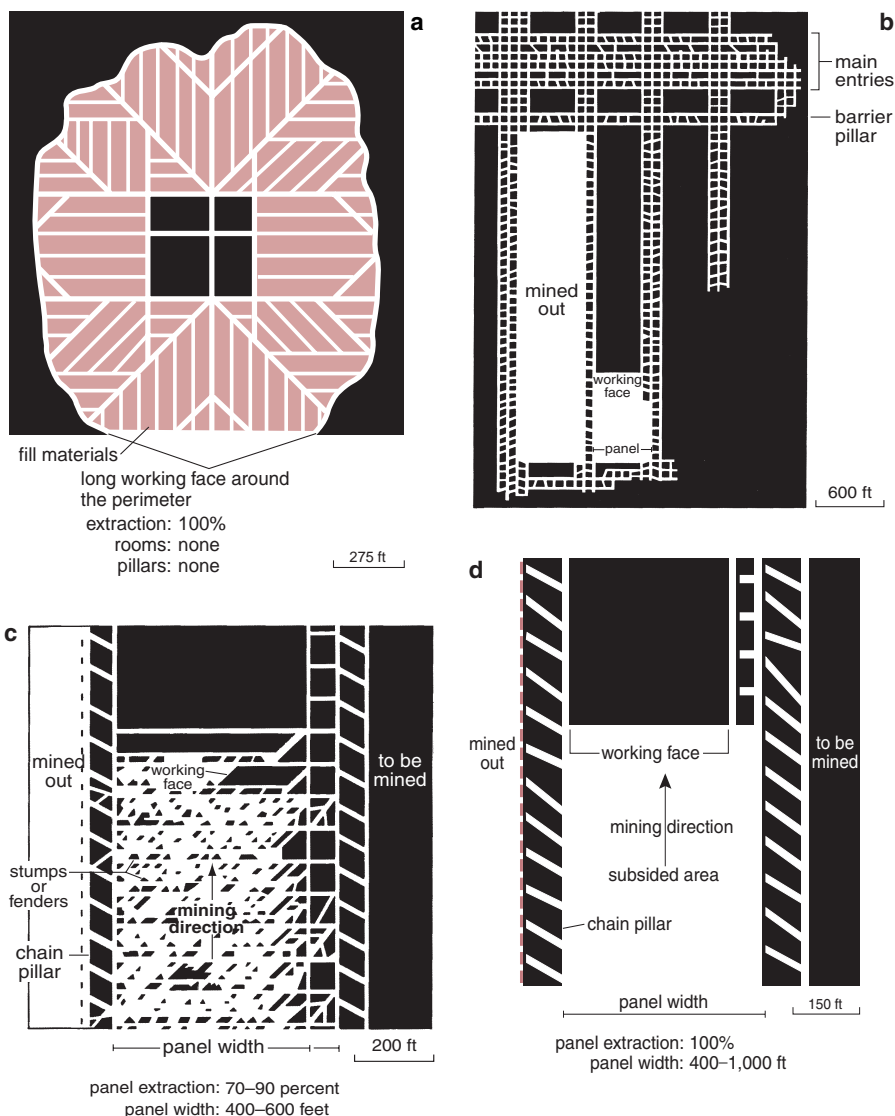 a
fill materials
long working face around
the perimeter
extraction: 100%
rooms: none
pillars: none
275 ft
b
main
entries
barrier
pillar
mined
out
working
face
panel
600 ft
c
mined
out
working
face
to be
mined
stumps
or
fenders
mining
direction
chain
pillar
panel width
200 ft
panel extraction: 70–90 percent
panel width: 400–600 feet
d
mined
out
working face
to be
mined
mining direction
subsided area
chain pillar
panel width
150 ft
panel extraction: 100%
panel width: 400–1,000 ft